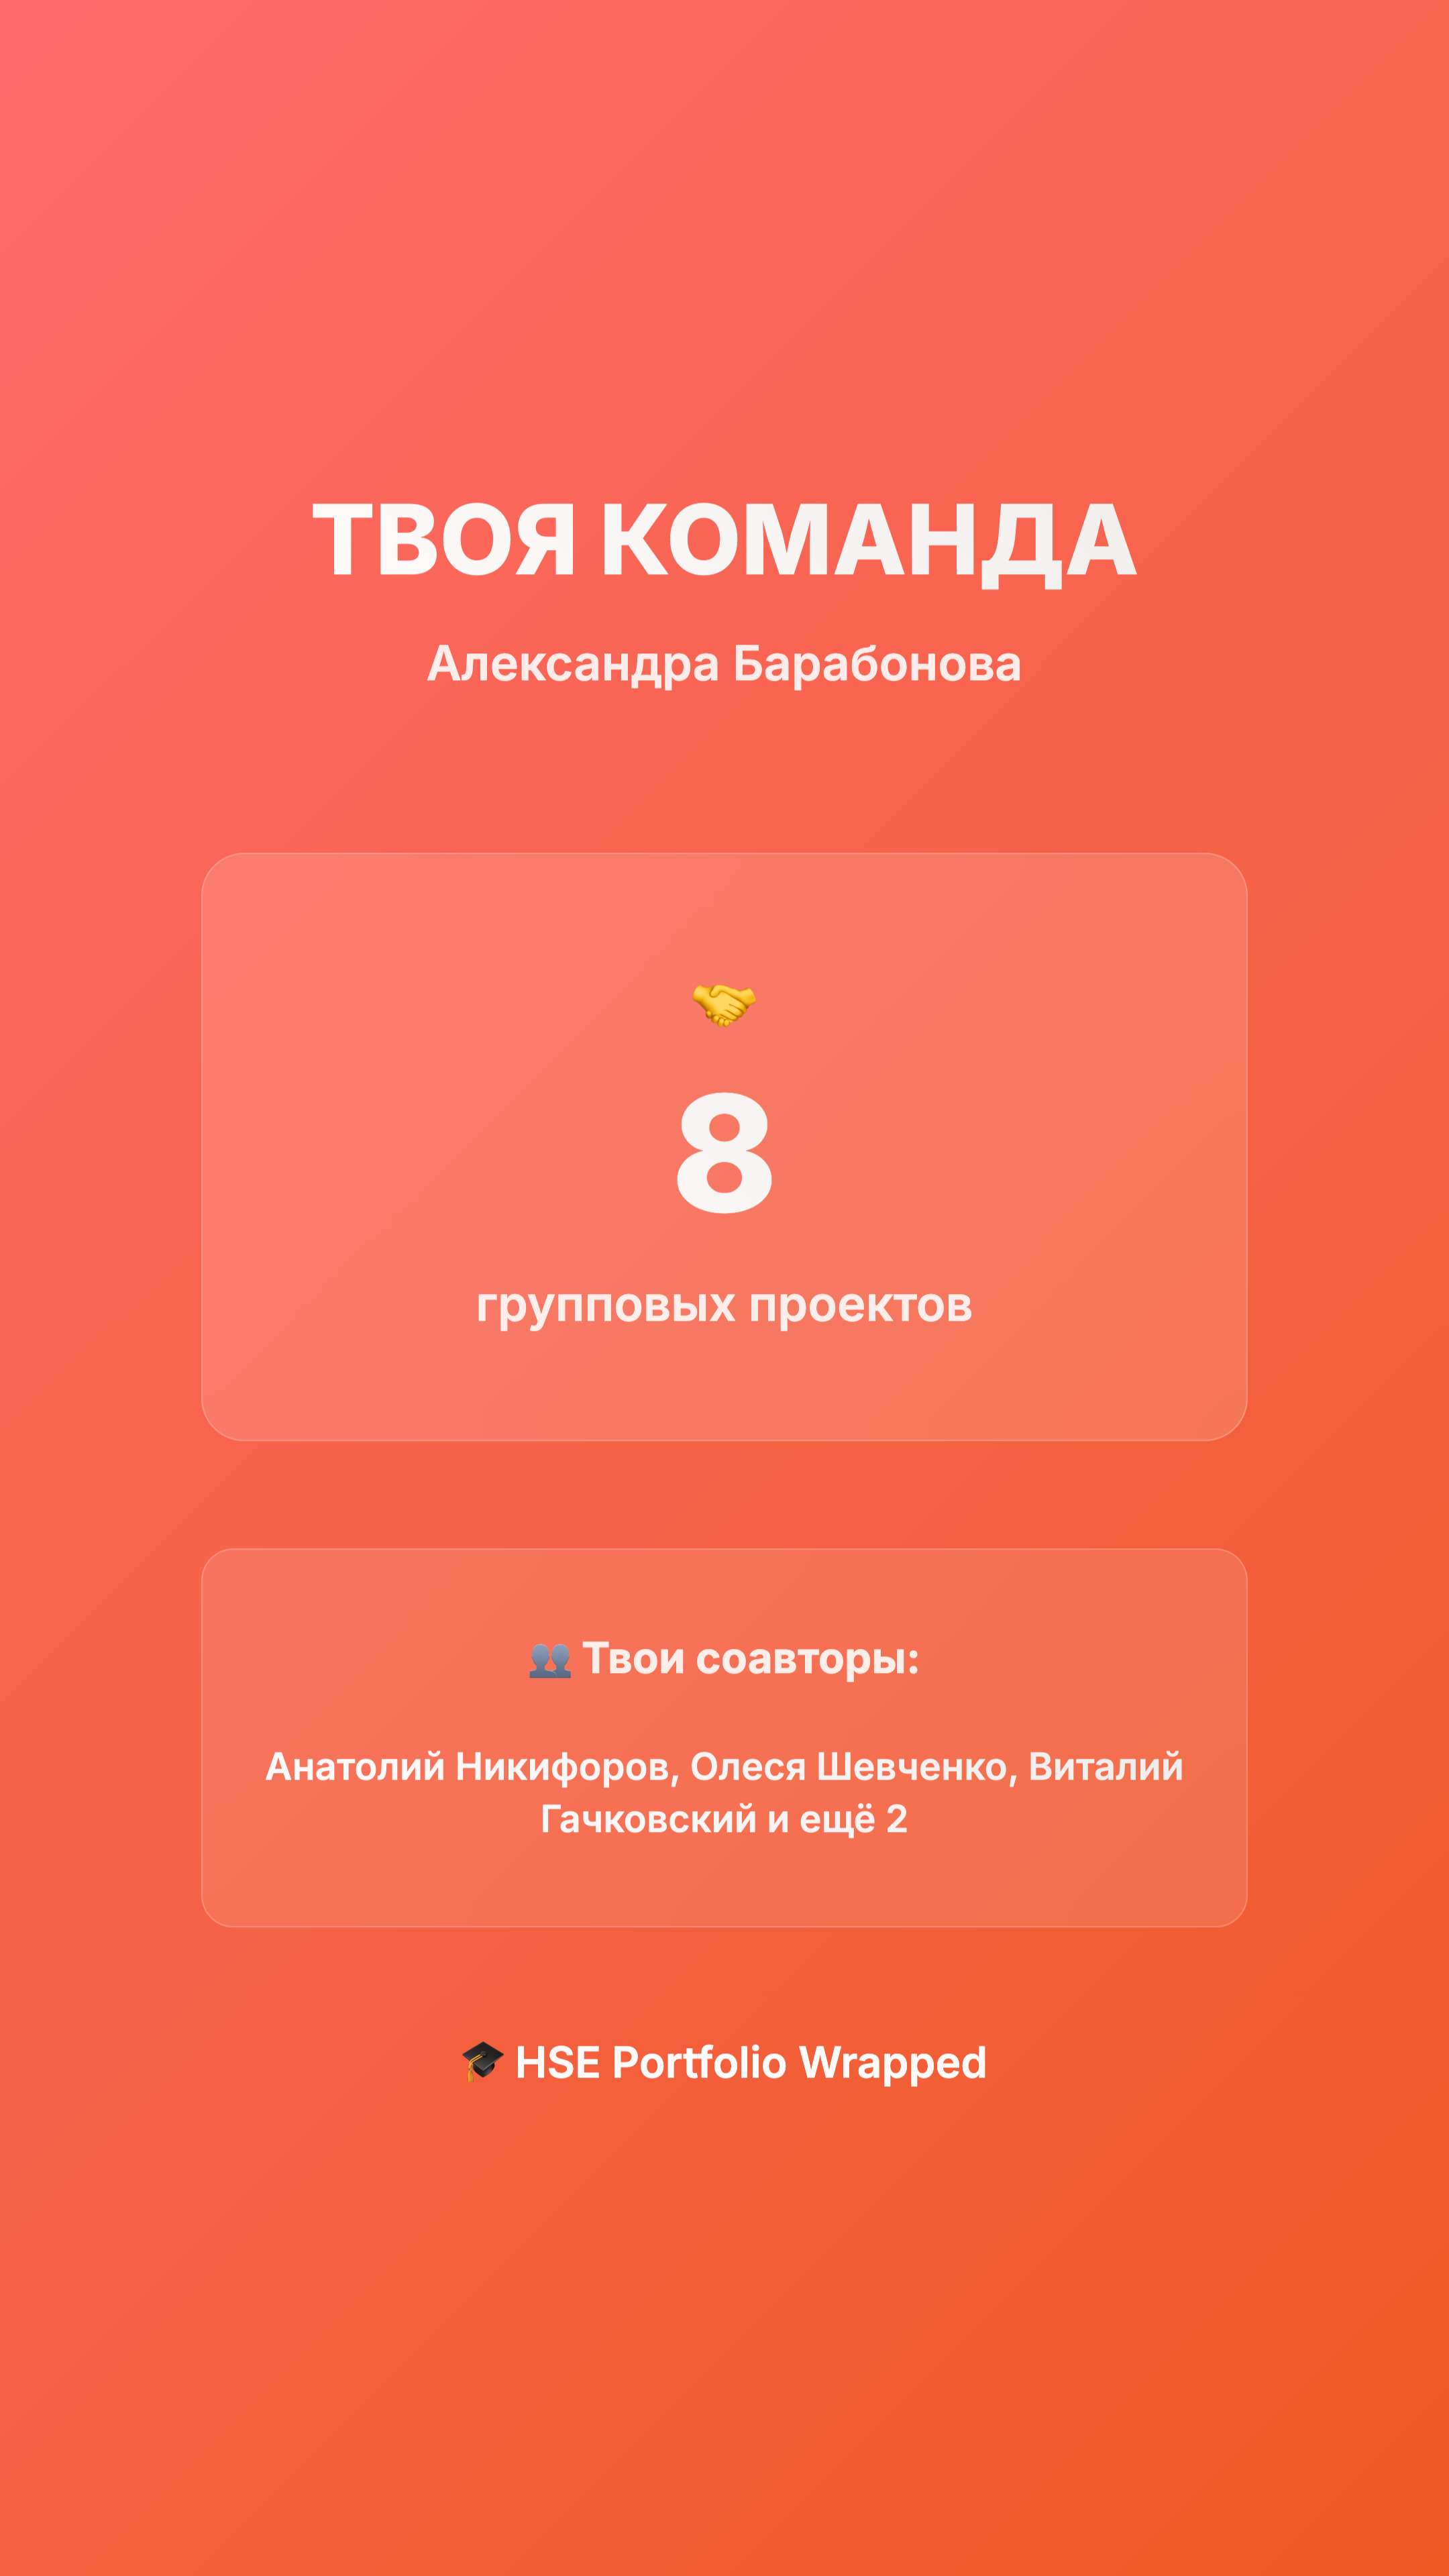 ТВОЯ КОМАНДА
Александра Барабонова
🤝
8
групповых проектов
👥 Твои соавторы:
Анатолий Никифоров, Олеся Шевченко, Виталий
Гачковский и ещё 2
🎓 HSE Portfolio Wrapped